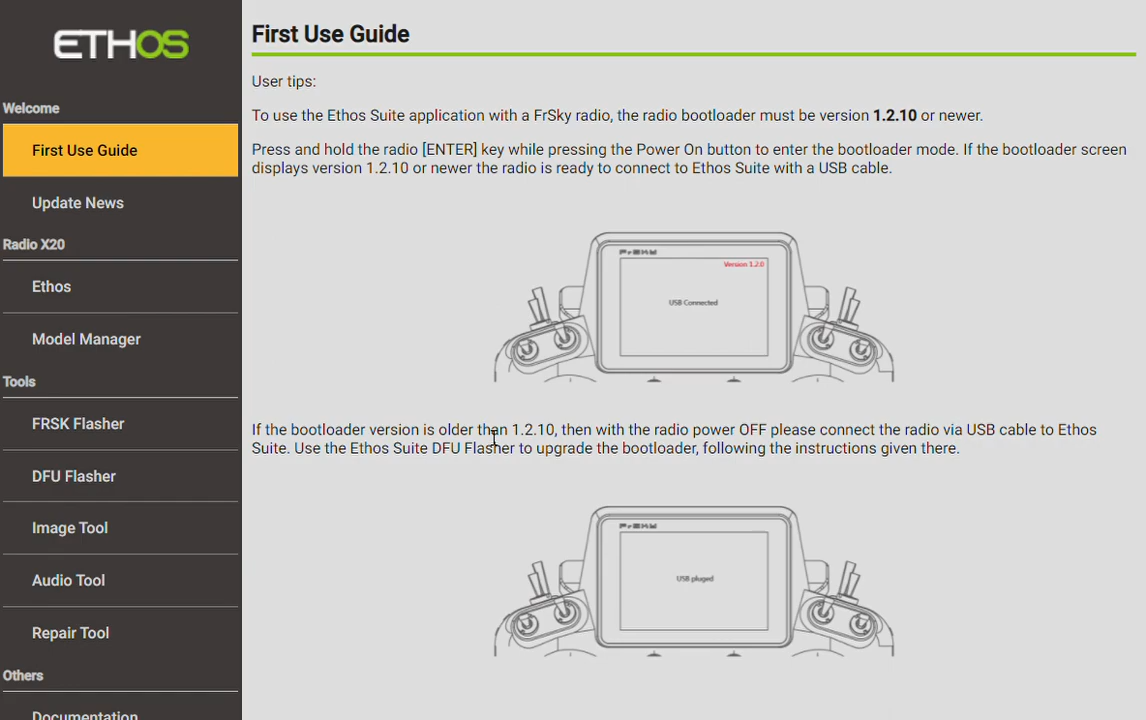 ETHOS
Welcome
First Use Guide
Update News
Radio X20
Ethos
Model Manager
Tools
FRSK Flasher
DFU Flasher
Image Tool
Audio Tool
Repair Tool
Others
Documentation
First Use Guide
User tips:
To use the Ethos Suite application with a FrSky radio, the radio bootloader must be version 1.2.10 or newer.
Press and hold the radio [ENTER] key while pressing the Power On button to enter the bootloader mode. If the bootloader screen
displays version 1.2.10 or newer the radio is ready to connect to Ethos Suite with a USB cable.
FrSky
Version 1.2.0
USB Connected
If the bootloader version is older than 1.2.10, then with the radio power OFF please connect the radio via USB cable to Ethos
Suite. Use the Ethos Suite DFU Flasher to upgrade the bootloader, following the instructions given there.
FrSky
USB pluged